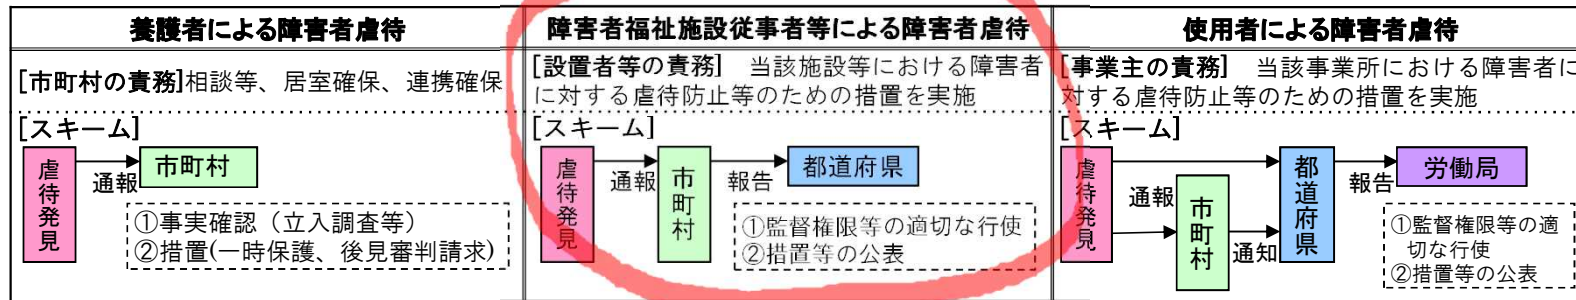 養護者による障害者虐待
[市町村の責務]相談等、居室確保、連携確保
[スキーム]
虐待発見
通報
市町村
①事実確認（立入調査等）
②措置(一時保護、後見審判請求)
障害者福祉施設従事者等による障害者虐待
[設置者等の責務]　当該施設等における障害者
に対する虐待防止等のための措置を実施
[スキーム]
虐待発見
通報
市町村
報告
都道府県
①監督権限等の適切な行使
②措置等の公表
使用者による障害者虐待
[事業主の責務]　当該事業所における障害者に
対する虐待防止等のための措置を実施
[スキーム]
虐待発見
通報
市町村
通知
都道府県
報告
労働局
①監督権限等の適
切な行使
②措置等の公表